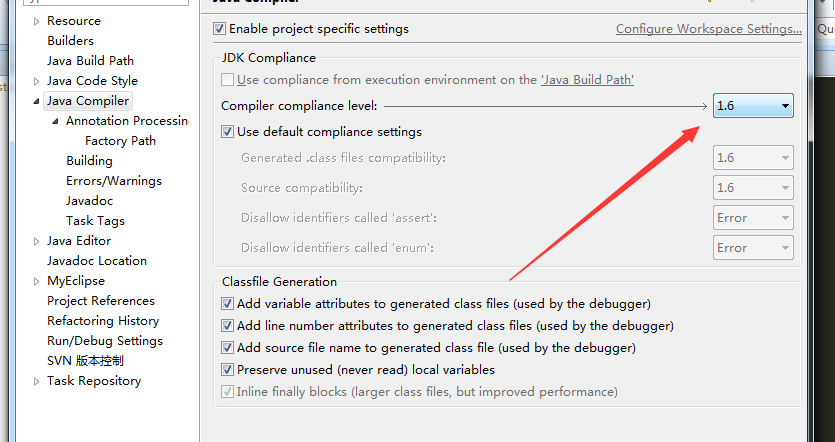 Java Compiler
Resource
Builders
Java Build Path
Java Code Style
Java Compiler
Annotation Processin
Factory Path
Building
Errors/Warnings
Javadoc
Task Tags
Java Editor
Javadoc Location
MyEclipse
Project References
Refactoring History
Run/Debug Settings
SVN 版本控制
Task Repository
Enable project specific settings
Configure Workspace Settings...
JDK Compliance
Use compliance from execution environment on the 'Java Build Path'
Compiler compliance level: 1.6
Use default compliance settings
Generated .class files compatibility: 1.6
Source compatibility: 1.6
Disallow identifiers called 'assert': Error
Disallow identifiers called 'enum': Error
Classfile Generation
Add variable attributes to generated class files (used by the debugger)
Add line number attributes to generated class files (used by the debugger)
Add source file name to generated class file (used by the debugger)
Preserve unused (never read) local variables
Inline finally blocks (larger class files, but improved performance)
Qui